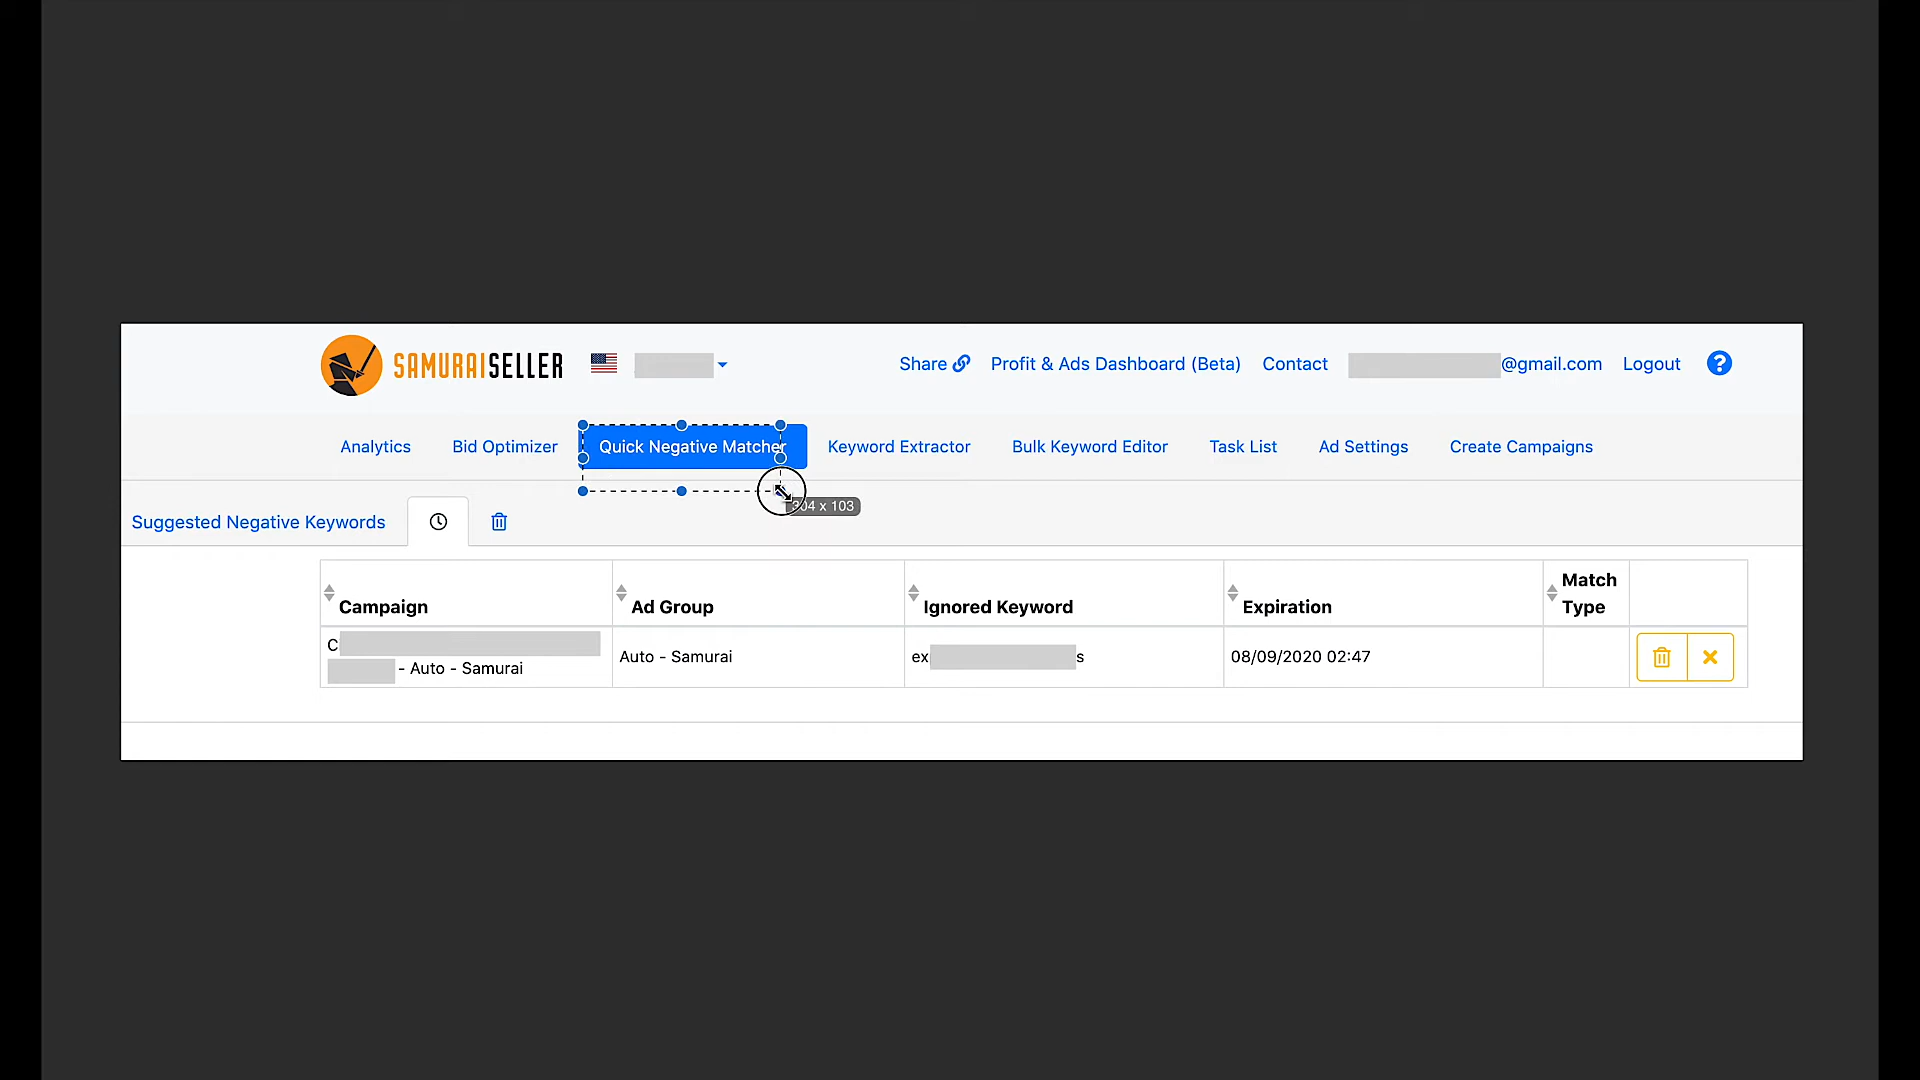 SAMURAISELLER
Share Profit & Ads Dashboard (Beta) Contact @gmail.com Logout ?
Analytics Bid Optimizer Quick Negative Matcher Keyword Extractor Bulk Keyword Editor Task List Ad Settings Create Campaigns
304 x 103
Suggested Negative Keywords
Campaign Ad Group Ignored Keyword Expiration Match Type
C - Auto - Samurai Auto - Samurai ex s 08/09/2020 02:47